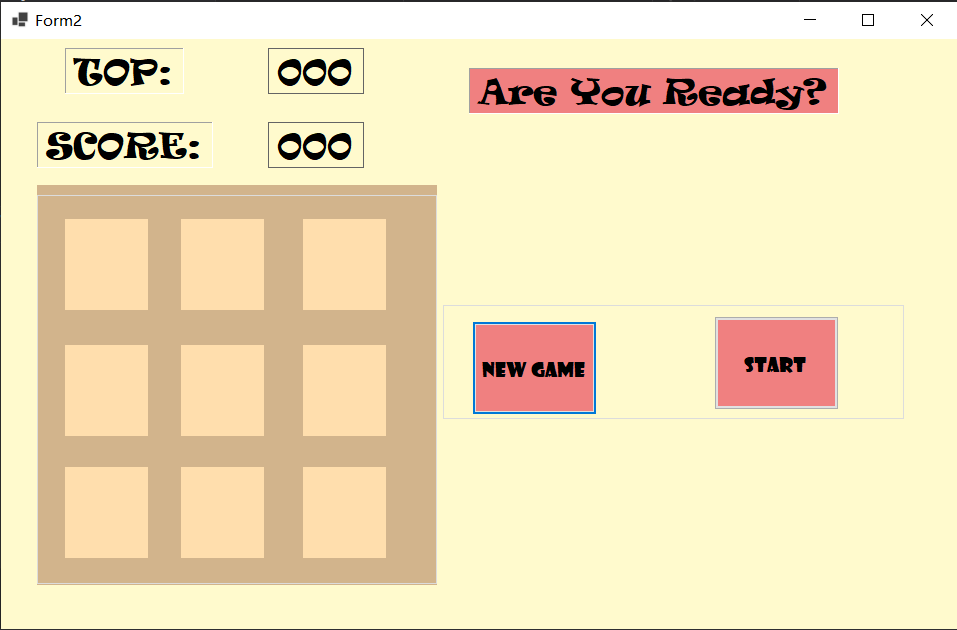 Form2
TOP: 000
Are You Ready?
SCORE: 000
NEW GAME
START